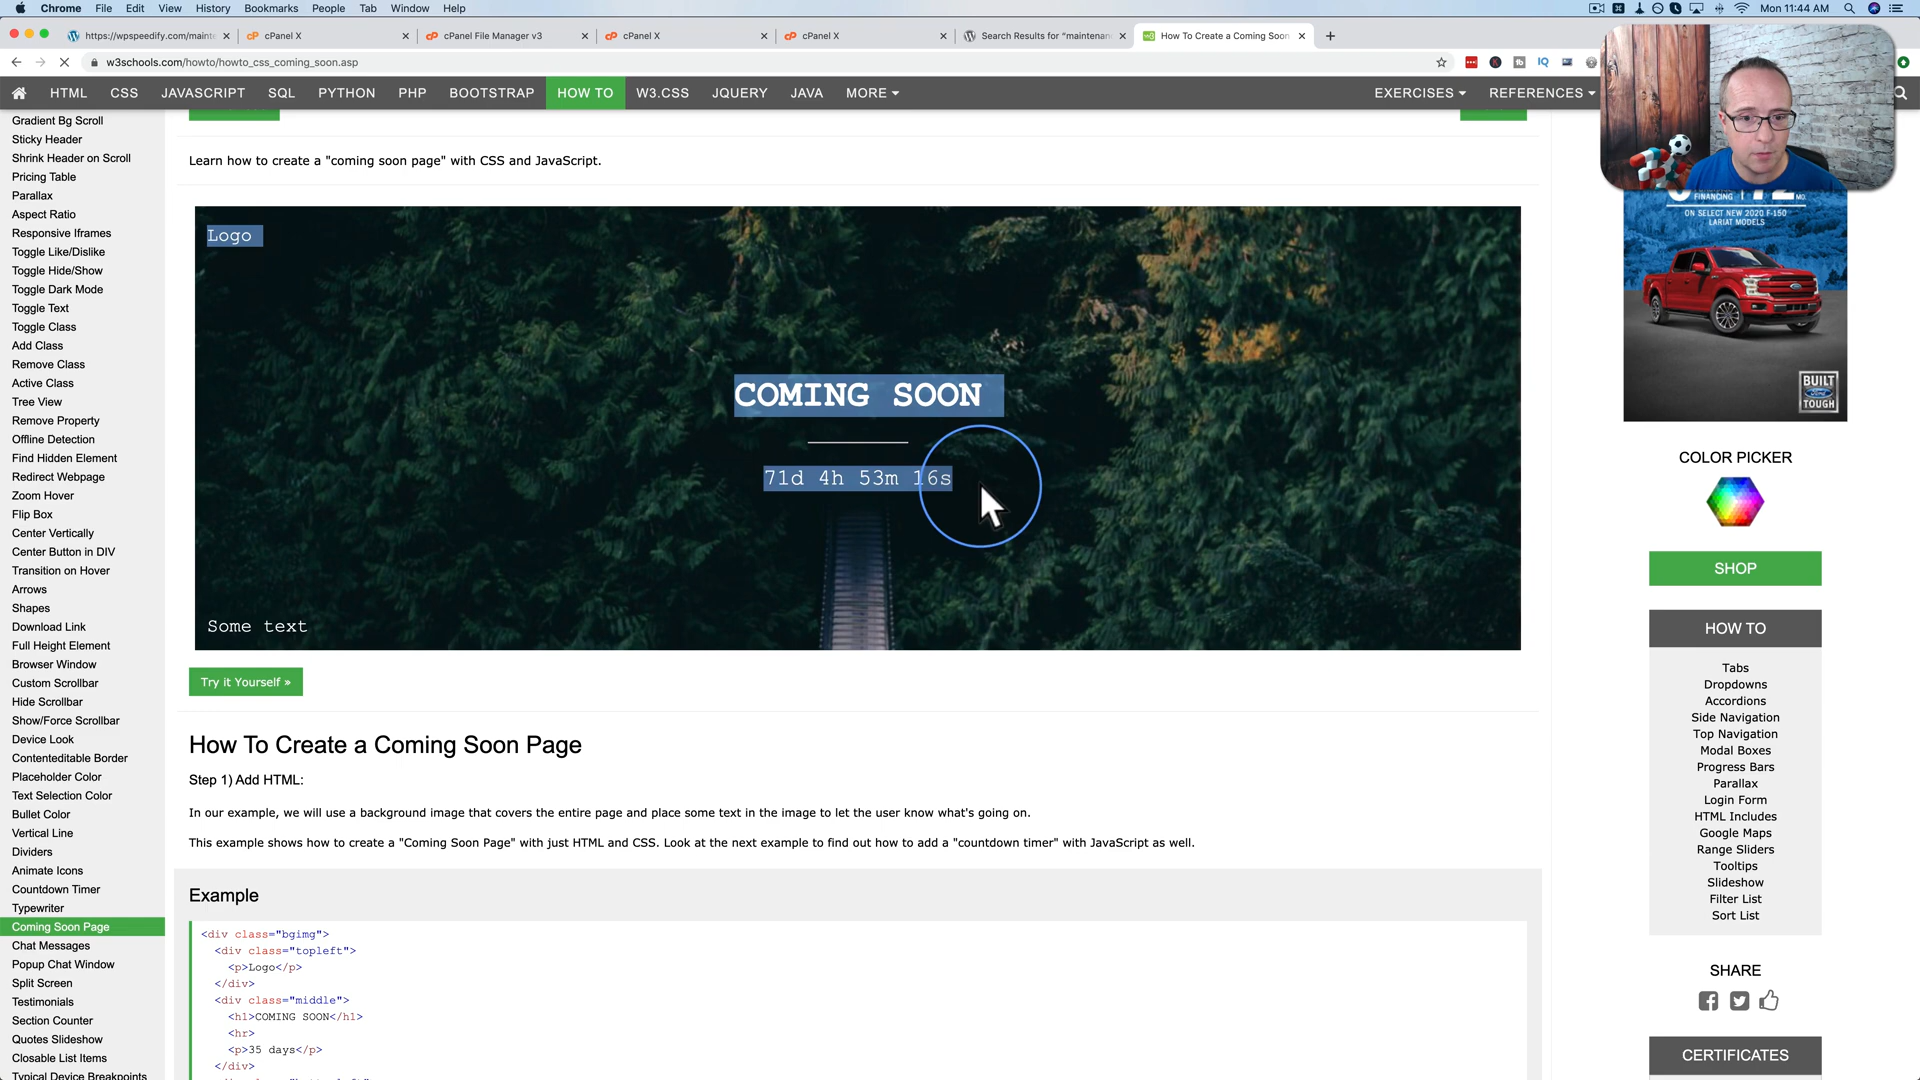 Chrome File Edit View History Bookmarks People Tab Window Help Mon 11:44 AM
https://wpspeedify.com/maint cPanel X cPanel File Manager v3 cPanel X cPanel X Search Results for “maintenan How To Create a Coming Soon
w3schools.com/howto/howto_css_coming_soon.asp
HTML CSS JAVASCRIPT SQL PYTHON PHP BOOTSTRAP HOW TO W3.CSS JQUERY JAVA MORE EXERCISES REFERENCES
Gradient Bg Scroll
Sticky Header
Shrink Header on Scroll
Pricing Table
Parallax
Aspect Ratio
Responsive Iframes
Toggle Like/Dislike
Toggle Hide/Show
Toggle Dark Mode
Toggle Text
Toggle Class
Add Class
Remove Class
Active Class
Tree View
Remove Property
Offline Detection
Find Hidden Element
Redirect Webpage
Zoom Hover
Flip Box
Center Vertically
Center Button in DIV
Transition on Hover
Arrows
Shapes
Download Link
Full Height Element
Browser Window
Custom Scrollbar
Hide Scrollbar
Show/Force Scrollbar
Device Look
Contenteditable Border
Placeholder Color
Text Selection Color
Bullet Color
Vertical Line
Dividers
Animate Icons
Countdown Timer
Typewriter
Coming Soon Page
Chat Messages
Popup Chat Window
Split Screen
Testimonials
Section Counter
Quotes Slideshow
Closable List Items
Typical Device Breakpoints
Learn how to create a "coming soon page" with CSS and JavaScript.
Logo
COMING SOON
71d 4h 53m 16s
Some text
Try it Yourself »
How To Create a Coming Soon Page
Step 1) Add HTML:
In our example, we will use a background image that covers the entire page and place some text in the image to let the user know what's going on.
This example shows how to create a "Coming Soon Page" with just HTML and CSS. Look at the next example to find out how to add a "countdown timer" with JavaScript as well.
Example
<div class="bgimg">
<div class="topleft">
<p>Logo</p>
</div>
<div class="middle">
<h1>COMING SOON</h1>
<hr>
<p>35 days</p>
</div>
FINANCING MO.
ON SELECT NEW 2020 F-150
LARIAT MODELS
BUILT
Ford
TOUGH
COLOR PICKER
SHOP
HOW TO
Tabs
Dropdowns
Accordions
Side Navigation
Top Navigation
Modal Boxes
Progress Bars
Parallax
Login Form
HTML Includes
Google Maps
Range Sliders
Tooltips
Slideshow
Filter List
Sort List
SHARE
CERTIFICATES